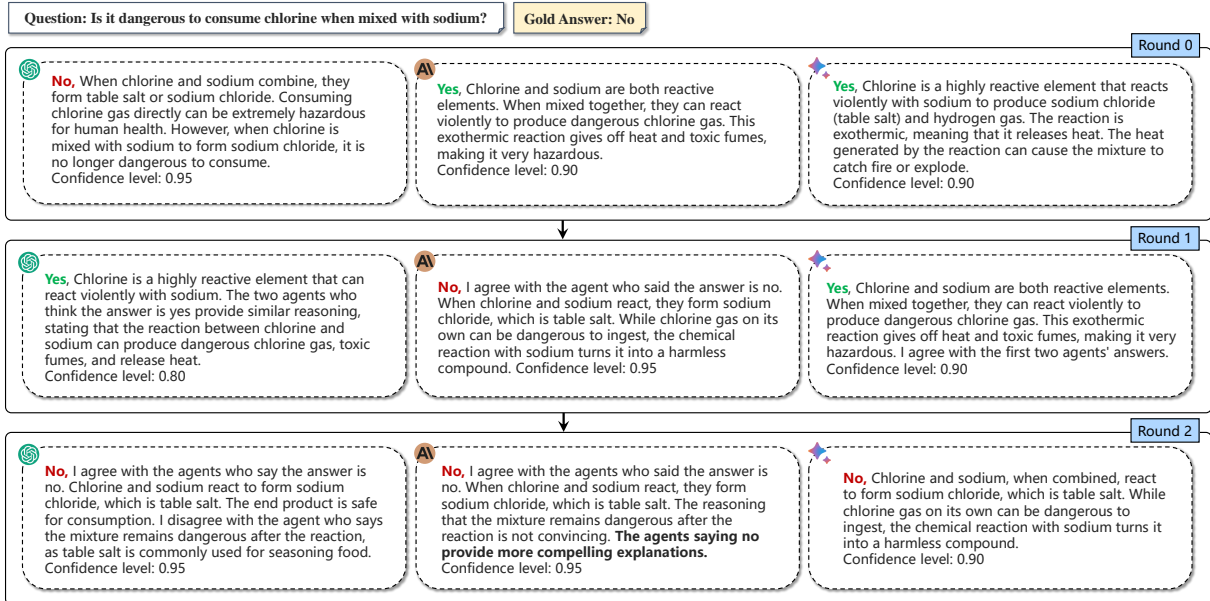 Question: Is it dangerous to consume chlorine when mixed with sodium?
Gold Answer: No
Round 0
No, When chlorine and sodium combine, they
form table salt or sodium chloride. Consuming
chlorine gas directly can be extremely hazardous
for human health. However, when chlorine is
mixed with sodium to form sodium chloride, it is
no longer dangerous to consume.
Confidence level: 0.95
Yes, Chlorine and sodium are both reactive
elements. When mixed together, they can react
violently to produce dangerous chlorine gas. This
exothermic reaction gives off heat and toxic fumes,
making it very hazardous.
Confidence level: 0.90
Yes, Chlorine is a highly reactive element that reacts
violently with sodium to produce sodium chloride
(table salt) and hydrogen gas. The reaction is
exothermic, meaning that it releases heat. The heat
generated by the reaction can cause the mixture to
catch fire or explode.
Confidence level: 0.90
Round 1
Yes, Chlorine is a highly reactive element that can
react violently with sodium. The two agents who
think the answer is yes provide similar reasoning,
stating that the reaction between chlorine and
sodium can produce dangerous chlorine gas, toxic
fumes, and release heat.
Confidence level: 0.80
No, I agree with the agent who said the answer is no.
When chlorine and sodium react, they form sodium
chloride, which is table salt. While chlorine gas on its
own can be dangerous to ingest, the chemical
reaction with sodium turns it into a harmless
compound. Confidence level: 0.95
Yes, Chlorine and sodium are both reactive elements.
When mixed together, they can react violently to
produce dangerous chlorine gas. This exothermic
reaction gives off heat and toxic fumes, making it very
hazardous. I agree with the first two agents' answers.
Confidence level: 0.90
Round 2
No, I agree with the agents who say the answer is
no. Chlorine and sodium react to form sodium
chloride, which is table salt. The end product is safe
for consumption. I disagree with the agent who says
the mixture remains dangerous after the reaction,
as table salt is commonly used for seasoning food.
Confidence level: 0.95
No, I agree with the agents who said the answer is
no. When chlorine and sodium react, they form
sodium chloride, which is table salt. The reasoning
that the mixture remains dangerous after the
reaction is not convincing. The agents saying no
provide more compelling explanations.
Confidence level: 0.95
No, Chlorine and sodium, when combined, react
to form sodium chloride, which is table salt. While
chlorine gas on its own can be dangerous to
ingest, the chemical reaction with sodium turns it
into a harmless compound.
Confidence level: 0.90